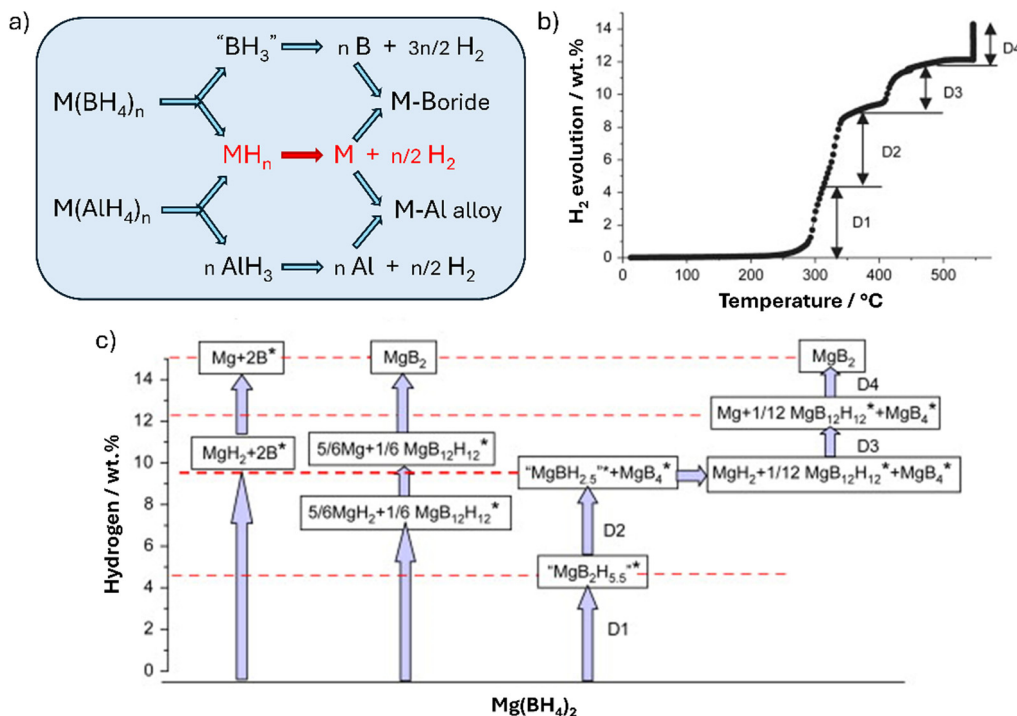 a)
"BH₃" n B + 3n/2 H₂
M(BH₄)ₙ M-Boride
MHₙ M + n/2 H₂
M(AlH₄)ₙ M-Al alloy
n AlH₃ n Al + n/2 H₂
b)
H₂ evolution / wt.%
14
12
10
8
6
4
2
0
D4
D3
D2
D1
0 100 200 300 400 500
Temperature / °C
c)
Hydrogen / wt.%
14
12
10
8
6
4
2
0
Mg+2B*
MgH₂+2B*
MgB₂
5/6Mg+1/6 MgB₁₂H₁₂*
5/6MgH₂+1/6 MgB₁₂H₁₂*
"MgBH₂.₅"*+MgB₄*
D2
"MgB₂H₅.₅"*
D1
MgB₂
D4
Mg+1/12 MgB₁₂H₁₂*+MgB₄*
D3
MgH₂+1/12 MgB₁₂H₁₂*+MgB₄*
Mg(BH₄)₂